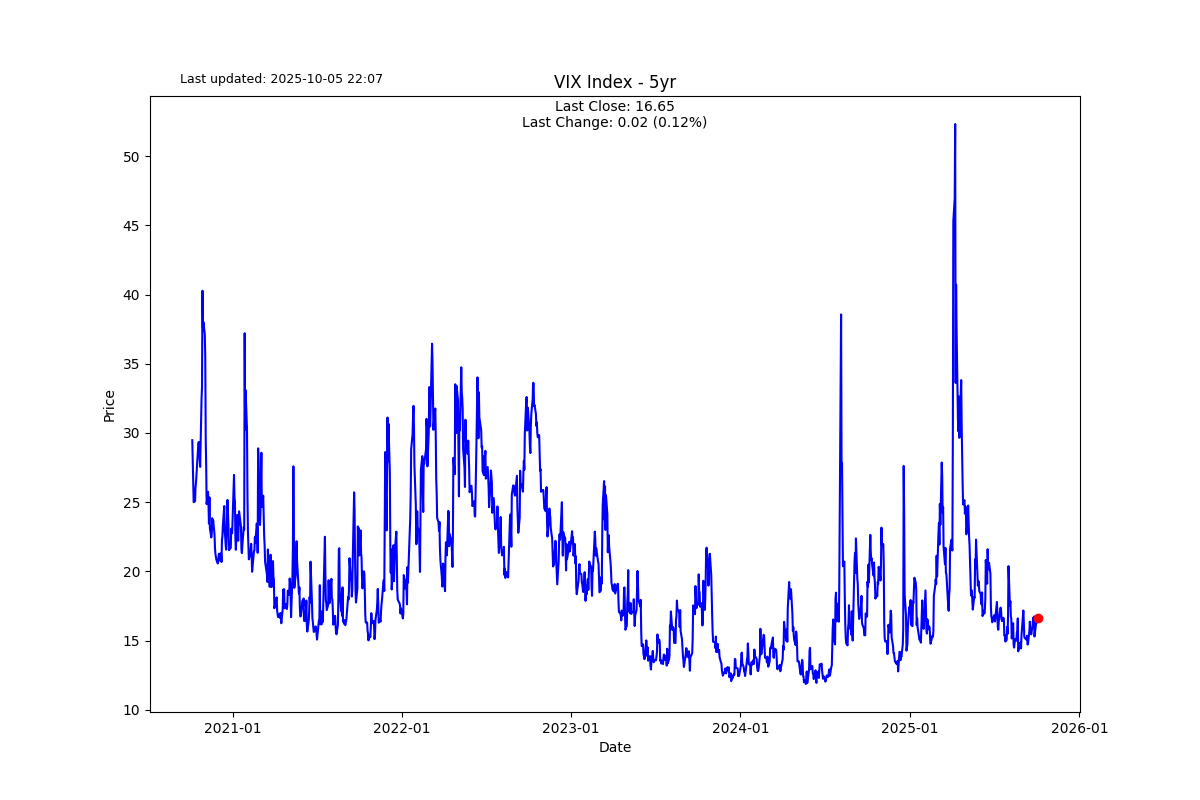 Last updated: 2025-10-05 22:07
VIX Index - 5yr
Last Close: 16.65
Last Change: 0.02 (0.12%)
50
45
40
35
30
25
20
15
10
Price
2021-01
2022-01
2023-01
2024-01
2025-01
2026-01
Date